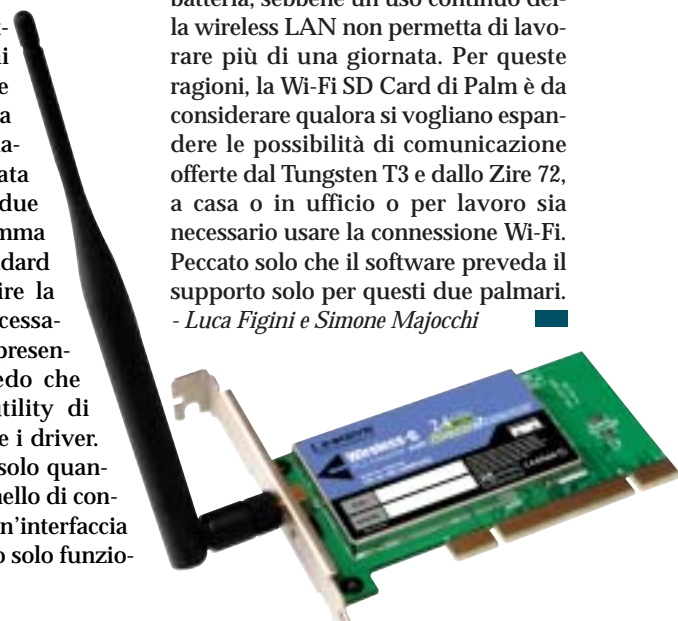 batteria, sebbene un uso continuo del-
la wireless LAN non permetta di lavo-
rare più di una giornata. Per queste
ragioni, la Wi-Fi SD Card di Palm è da
considerare qualora si vogliano espan-
dere le possibilità di comunicazione
offerte dal Tungsten T3 e dallo Zire 72,
a casa o in ufficio o per lavoro sia
necessario usare la connessione Wi-Fi.
Peccato solo che il software preveda il
supporto solo per questi due palmari.
- Luca Figini e Simone Majocchi
i
e
a
ata
due
mma
dard
ire la
cessa-
presen-
edo che
tility di
e i driver.
solo quan-
nello di con-
n'interfaccia
o solo funzio-
LINKSYS
Wireless-G
2.4